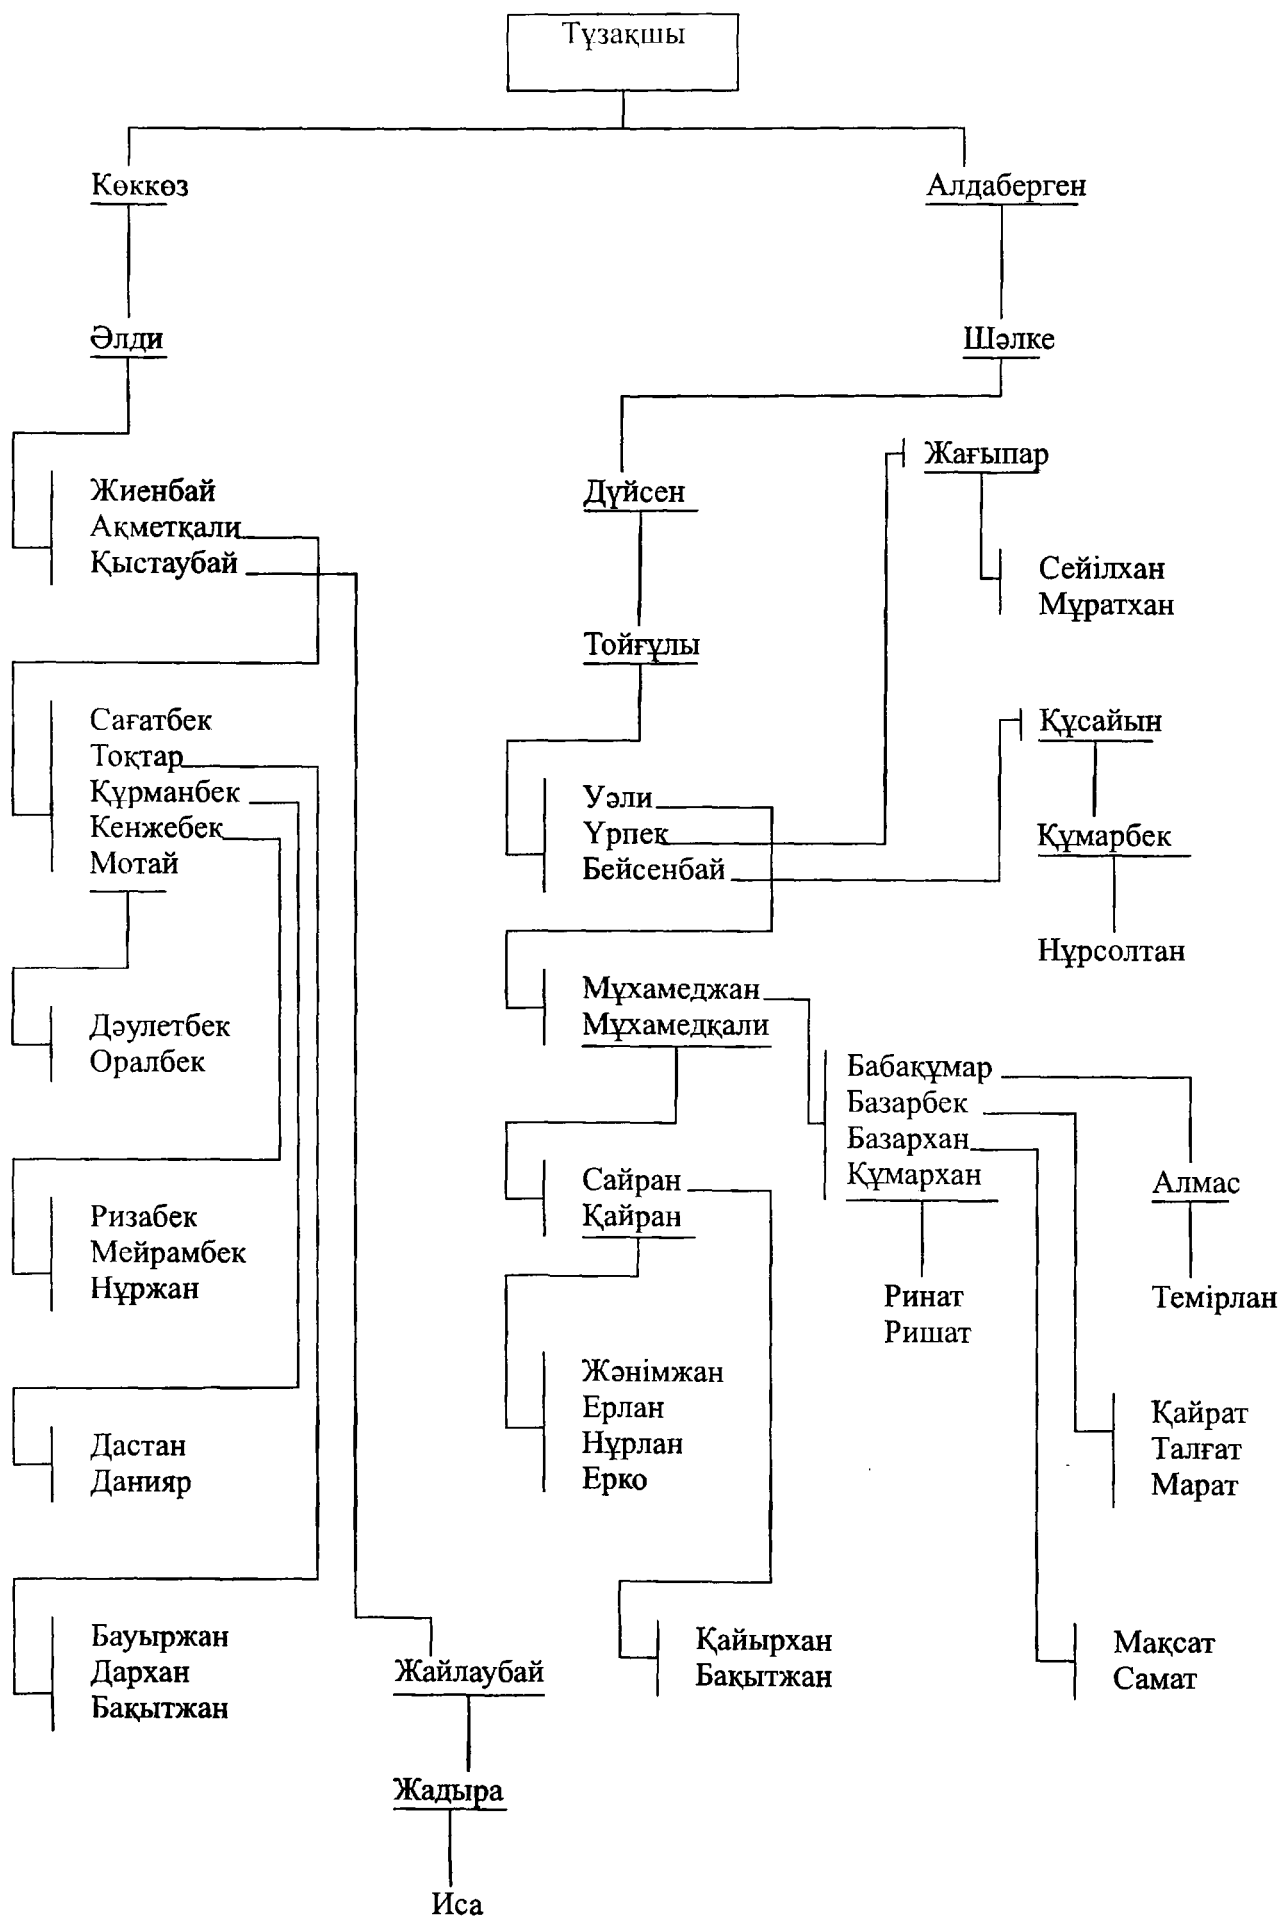 Тұзақшы
Көккөз
Алдаберген
Әлди
Шәлке
Жиенбай
Ақметқали
Қыстаубай
Дүйсен
Жағыпар
Сейілхан
Мұратхан
Тойғұлы
Сағатбек
Тоқтар
Құрманбек
Кенжебек
Мотай
Уәли
Үрпек
Бейсенбай
Құсайын
Құмарбек
Нұрсолтан
Дәулетбек
Оралбек
Мұхамеджан
Мұхамедқали
Бабақұмар
Базарбек
Базархан
Құмархан
Алмас
Ризабек
Мейрамбек
Нұржан
Сайран
Қайран
Ринат
Ришат
Темірлан
Жәнімжан
Ерлан
Нұрлан
Ерко
Қайрат
Талғат
Марат
Дастан
Данияр
Бауыржан
Дархан
Бақытжан
Жайлаубай
Қайырхан
Бақытжан
Мақсат
Самат
Жадыра
Иса